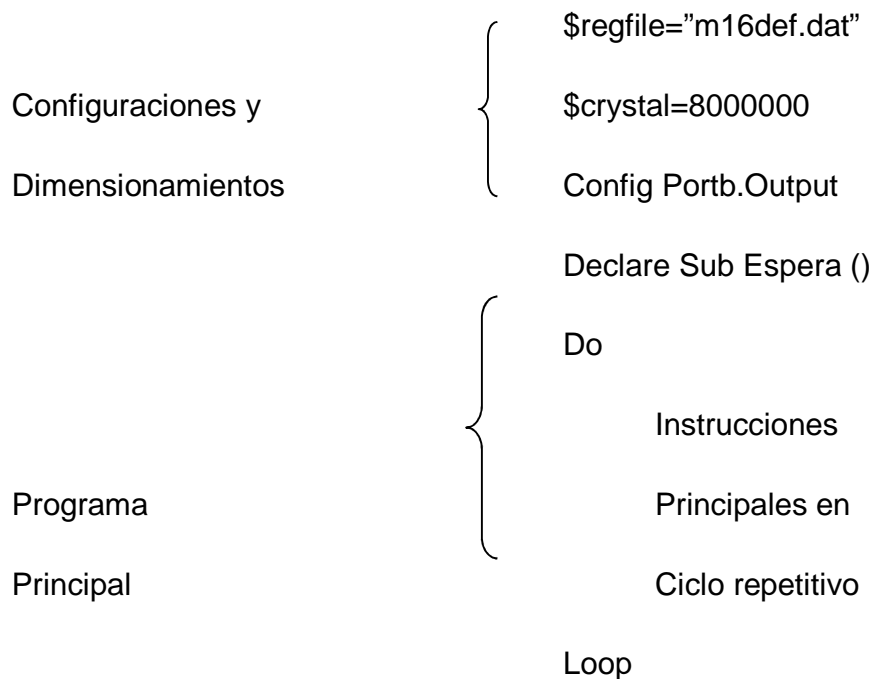 $regfile=”m16def.dat”
Configuraciones y $crystal=8000000
Dimensionamientos Config Portb.Output
Declare Sub Espera ()
Do
Instrucciones
Programa Principales en
Principal Ciclo repetitivo
Loop